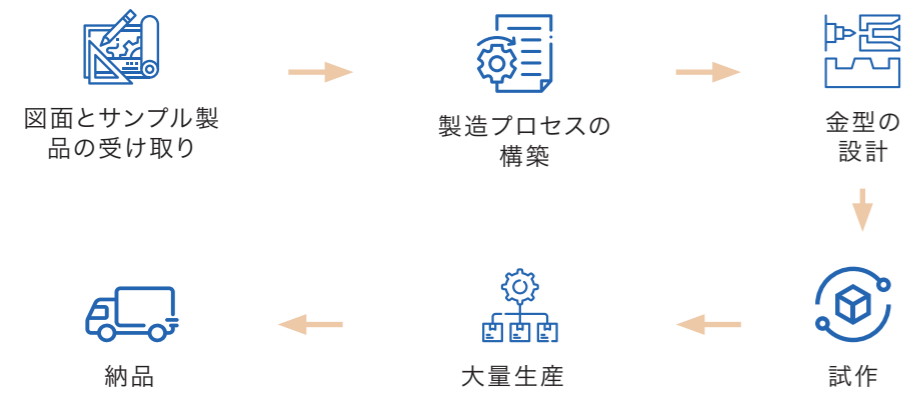 図面とサンプル製
品の受け取り
製造プロセスの
構築
金型の
設計
試作
大量生産
納品